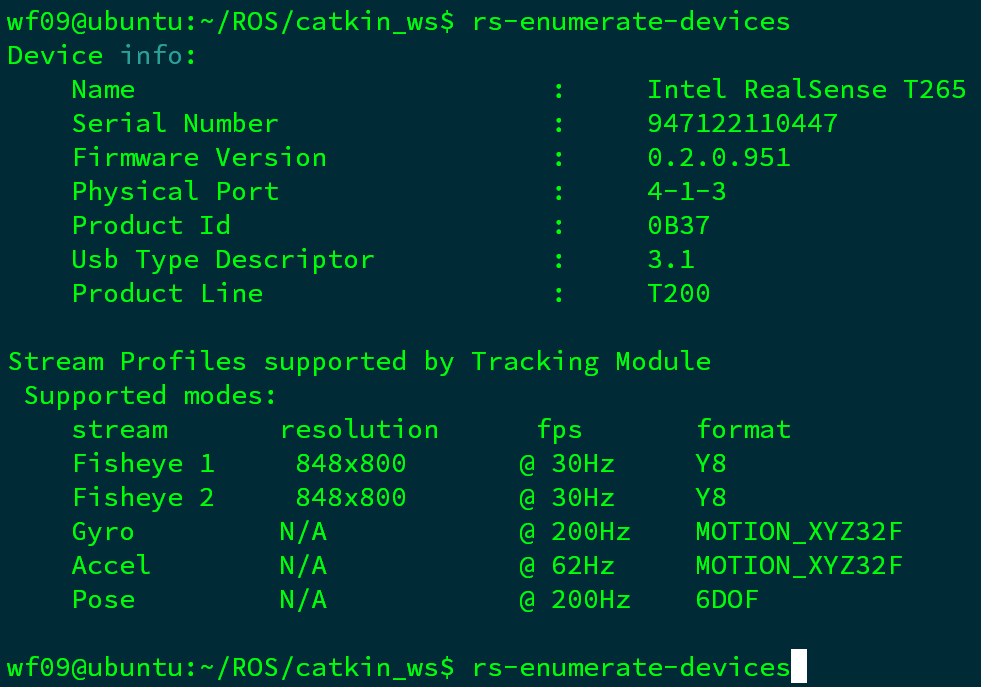 wf09@ubuntu:~/ROS/catkin_ws$ rs-enumerate-devices
Device info:
    Name                          :     Intel RealSense T265
    Serial Number                 :     947122110447
    Firmware Version              :     0.2.0.951
    Physical Port                 :     4-1-3
    Product Id                    :     0B37
    Usb Type Descriptor           :     3.1
    Product Line                  :     T200

Stream Profiles supported by Tracking Module
 Supported modes:
    stream       resolution      fps       format
    Fisheye 1     848x800       @ 30Hz     Y8
    Fisheye 2     848x800       @ 30Hz     Y8
    Gyro         N/A            @ 200Hz    MOTION_XYZ32F
    Accel        N/A            @ 62Hz     MOTION_XYZ32F
    Pose         N/A            @ 200Hz    6DOF

wf09@ubuntu:~/ROS/catkin_ws$ rs-enumerate-devices